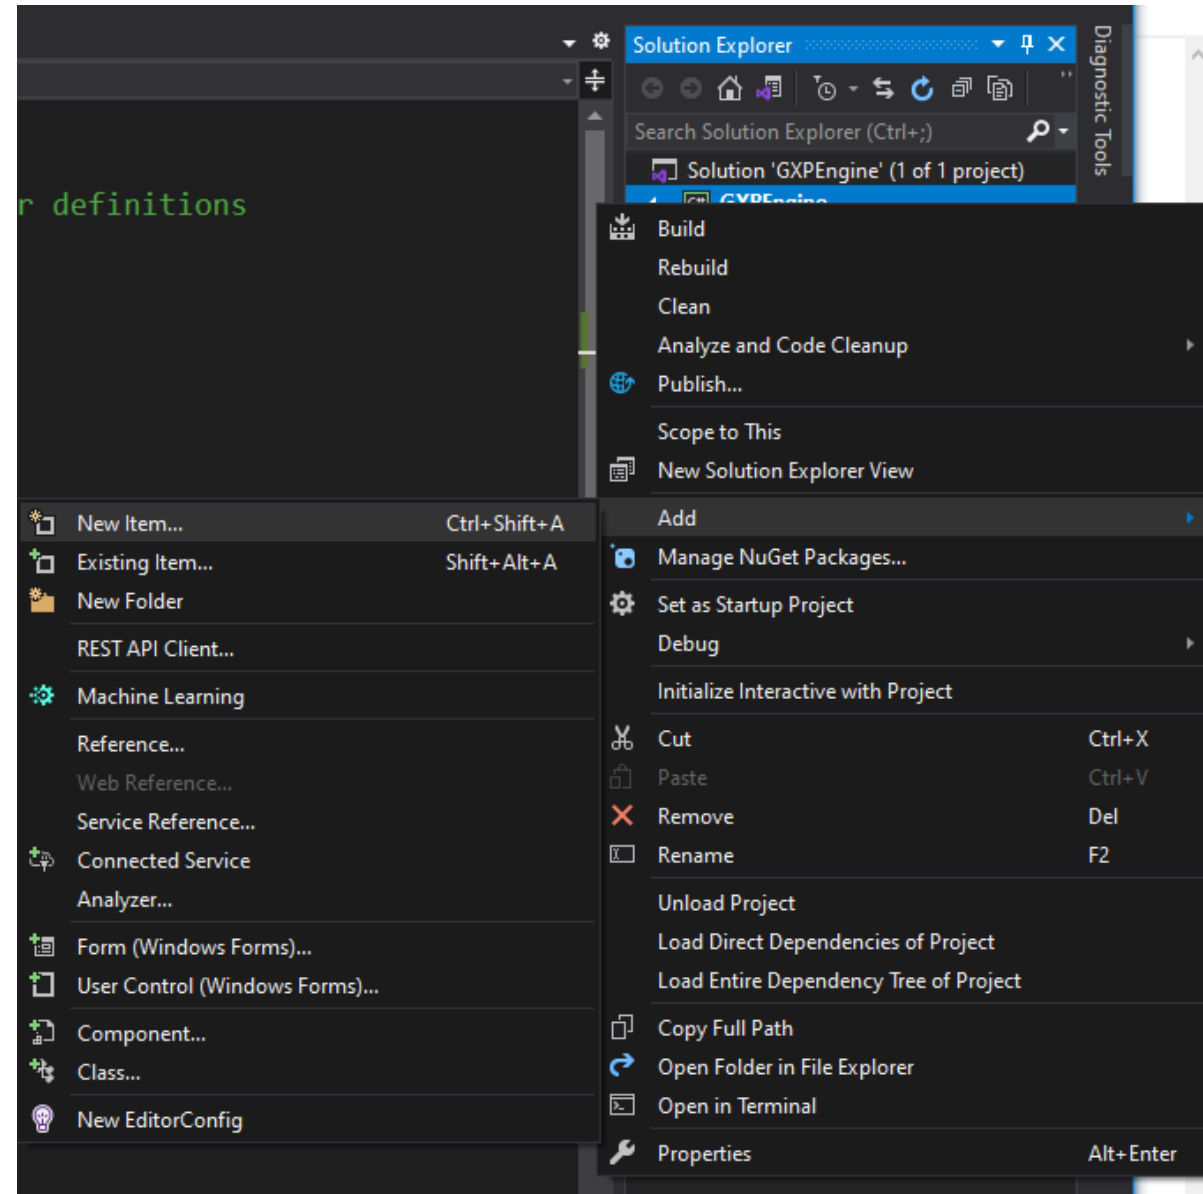 Solution Explorer
Diagnostic Tools
Search Solution Explorer (Ctrl+;)
Solution 'GXPEngine' (1 of 1 project)
C# GXPEngine
r definitions
Build
Rebuild
Clean
Analyze and Code Cleanup
Publish...
Scope to This
New Solution Explorer View
Add
Manage NuGet Packages...
Set as Startup Project
Debug
Initialize Interactive with Project
Cut Ctrl+X
Paste Ctrl+V
Remove Del
Rename F2
Unload Project
Load Direct Dependencies of Project
Load Entire Dependency Tree of Project
Copy Full Path
Open Folder in File Explorer
Open in Terminal
Properties Alt+Enter
New Item... Ctrl+Shift+A
Existing Item... Shift+Alt+A
New Folder
REST API Client...
Machine Learning
Reference...
Web Reference...
Service Reference...
Connected Service
Analyzer...
Form (Windows Forms)...
User Control (Windows Forms)...
Component...
Class...
New EditorConfig